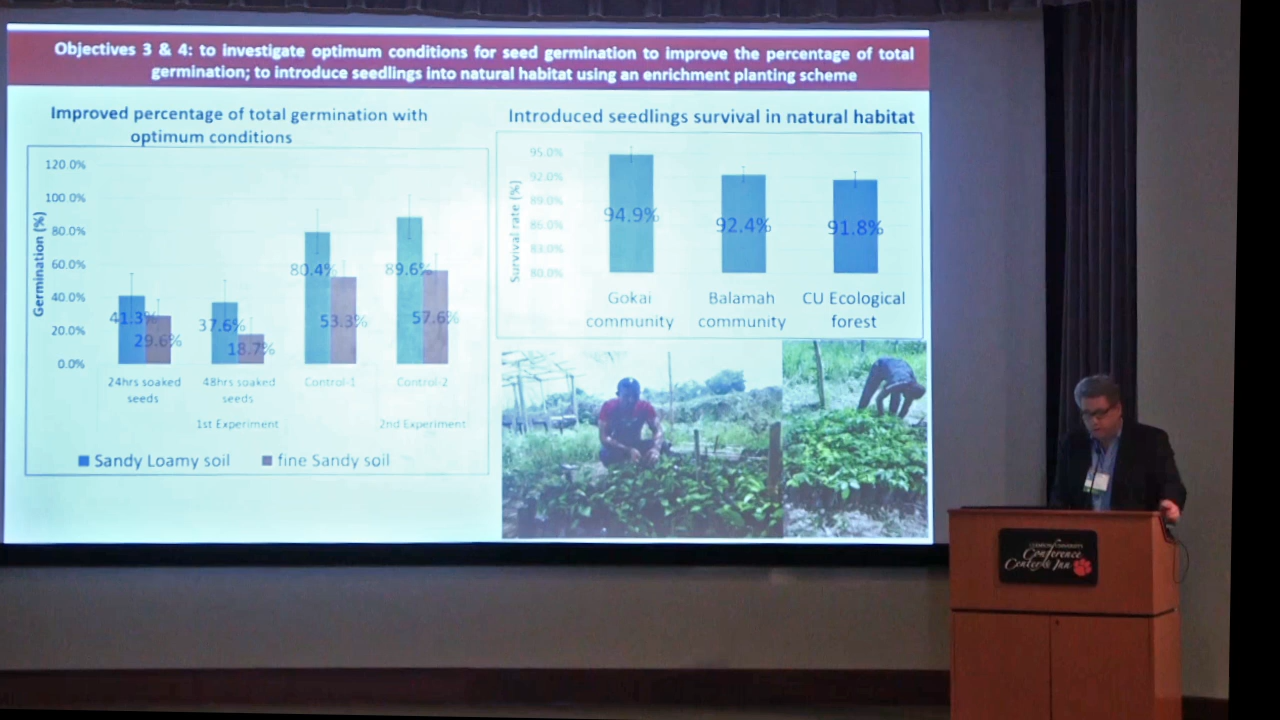 Objectives 3 & 4: to investigate optimum conditions for seed germination to improve the percentage of total
germination; to introduce seedlings into natural habitat using an enrichment planting scheme
Improved percentage of total germination with
optimum conditions
120.0%
100.0%
80.0%
60.0%
40.0%
20.0%
0.0%
Germination (%)
41.3%
29.6%
37.6%
18.7%
80.4%
53.3%
89.6%
57.6%
24hrs soaked
seeds
48hrs soaked
seeds
Control-1
Control-2
1st Experiment
2nd Experiment
Sandy Loamy soil
fine Sandy soil
Introduced seedlings survival in natural habitat
95.0%
92.0%
89.0%
86.0%
83.0%
80.0%
Survival rate (%)
94.9%
92.4%
91.8%
Gokai
community
Balamah
community
CU Ecological
forest
CLEMSON UNIVERSITY
Conference
Center & Inn